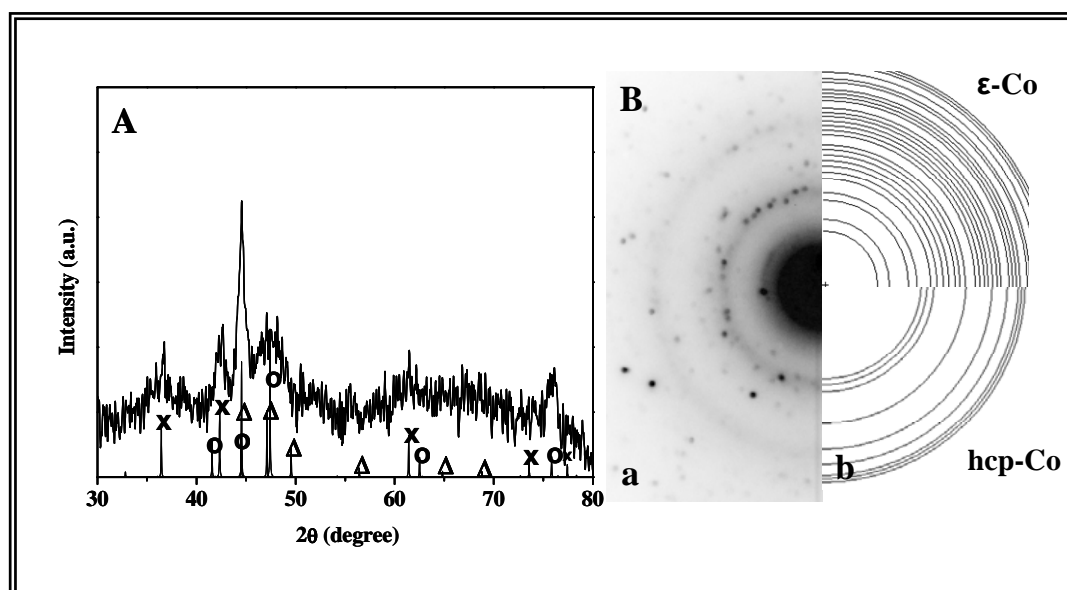 A
Intensity (a.u.)
x o x Δ o Δ o Δ Δ x o Δ Δ x o x
30 40 50 60 70 80
2θ (degree)
B
ε-Co
hcp-Co
a b